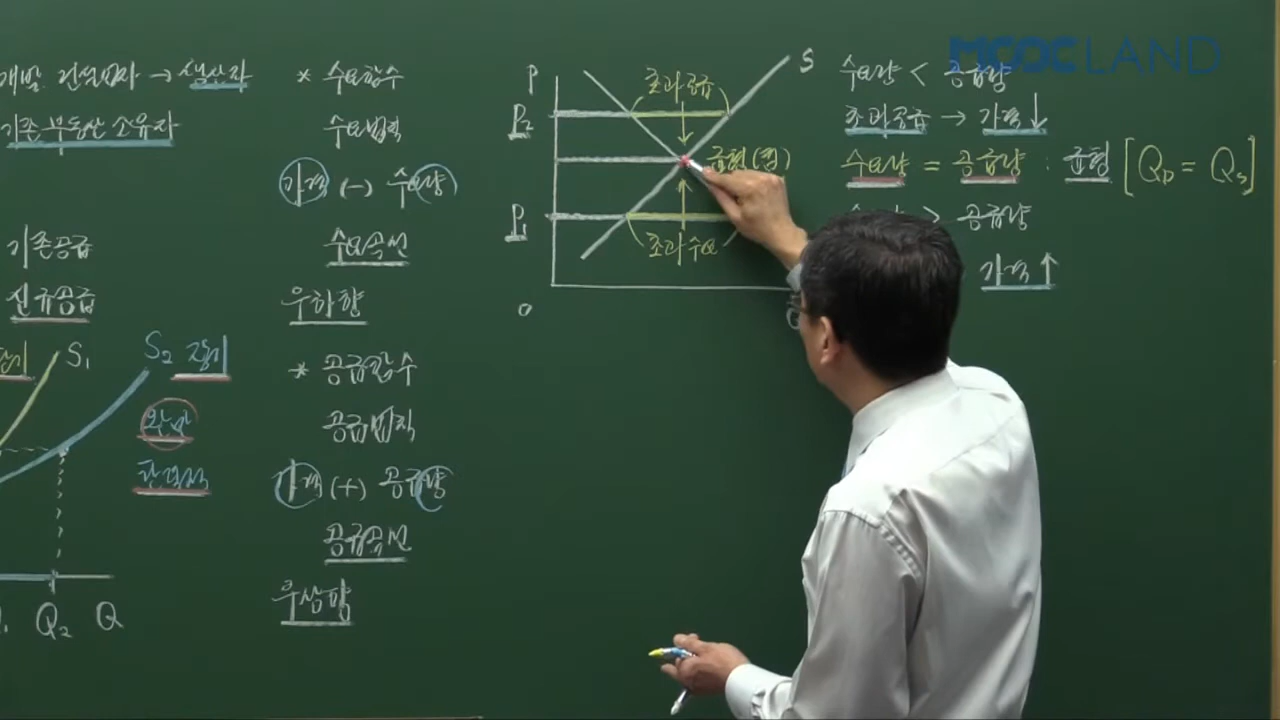 MOOCLAND
개발. 건설업자 → 생산자
기존 부동산 소유자
기존공급
신규공급
S₁
S₂ 장기
탄력적
Q₂ Q
* 수요함수
수요법칙
가격 (-) 수요량
수요곡선
우하향
* 공급함수
공급법칙
가격 (+) 공급량
공급곡선
우상향
P
S
초과공급
P₂
균형(점)
P₁
초과수요
0
수요량 < 공급량
초과공급 → 가격↓
수요량 = 공급량 : 균형 [Q_D = Q_S]
> 공급량
가격↑